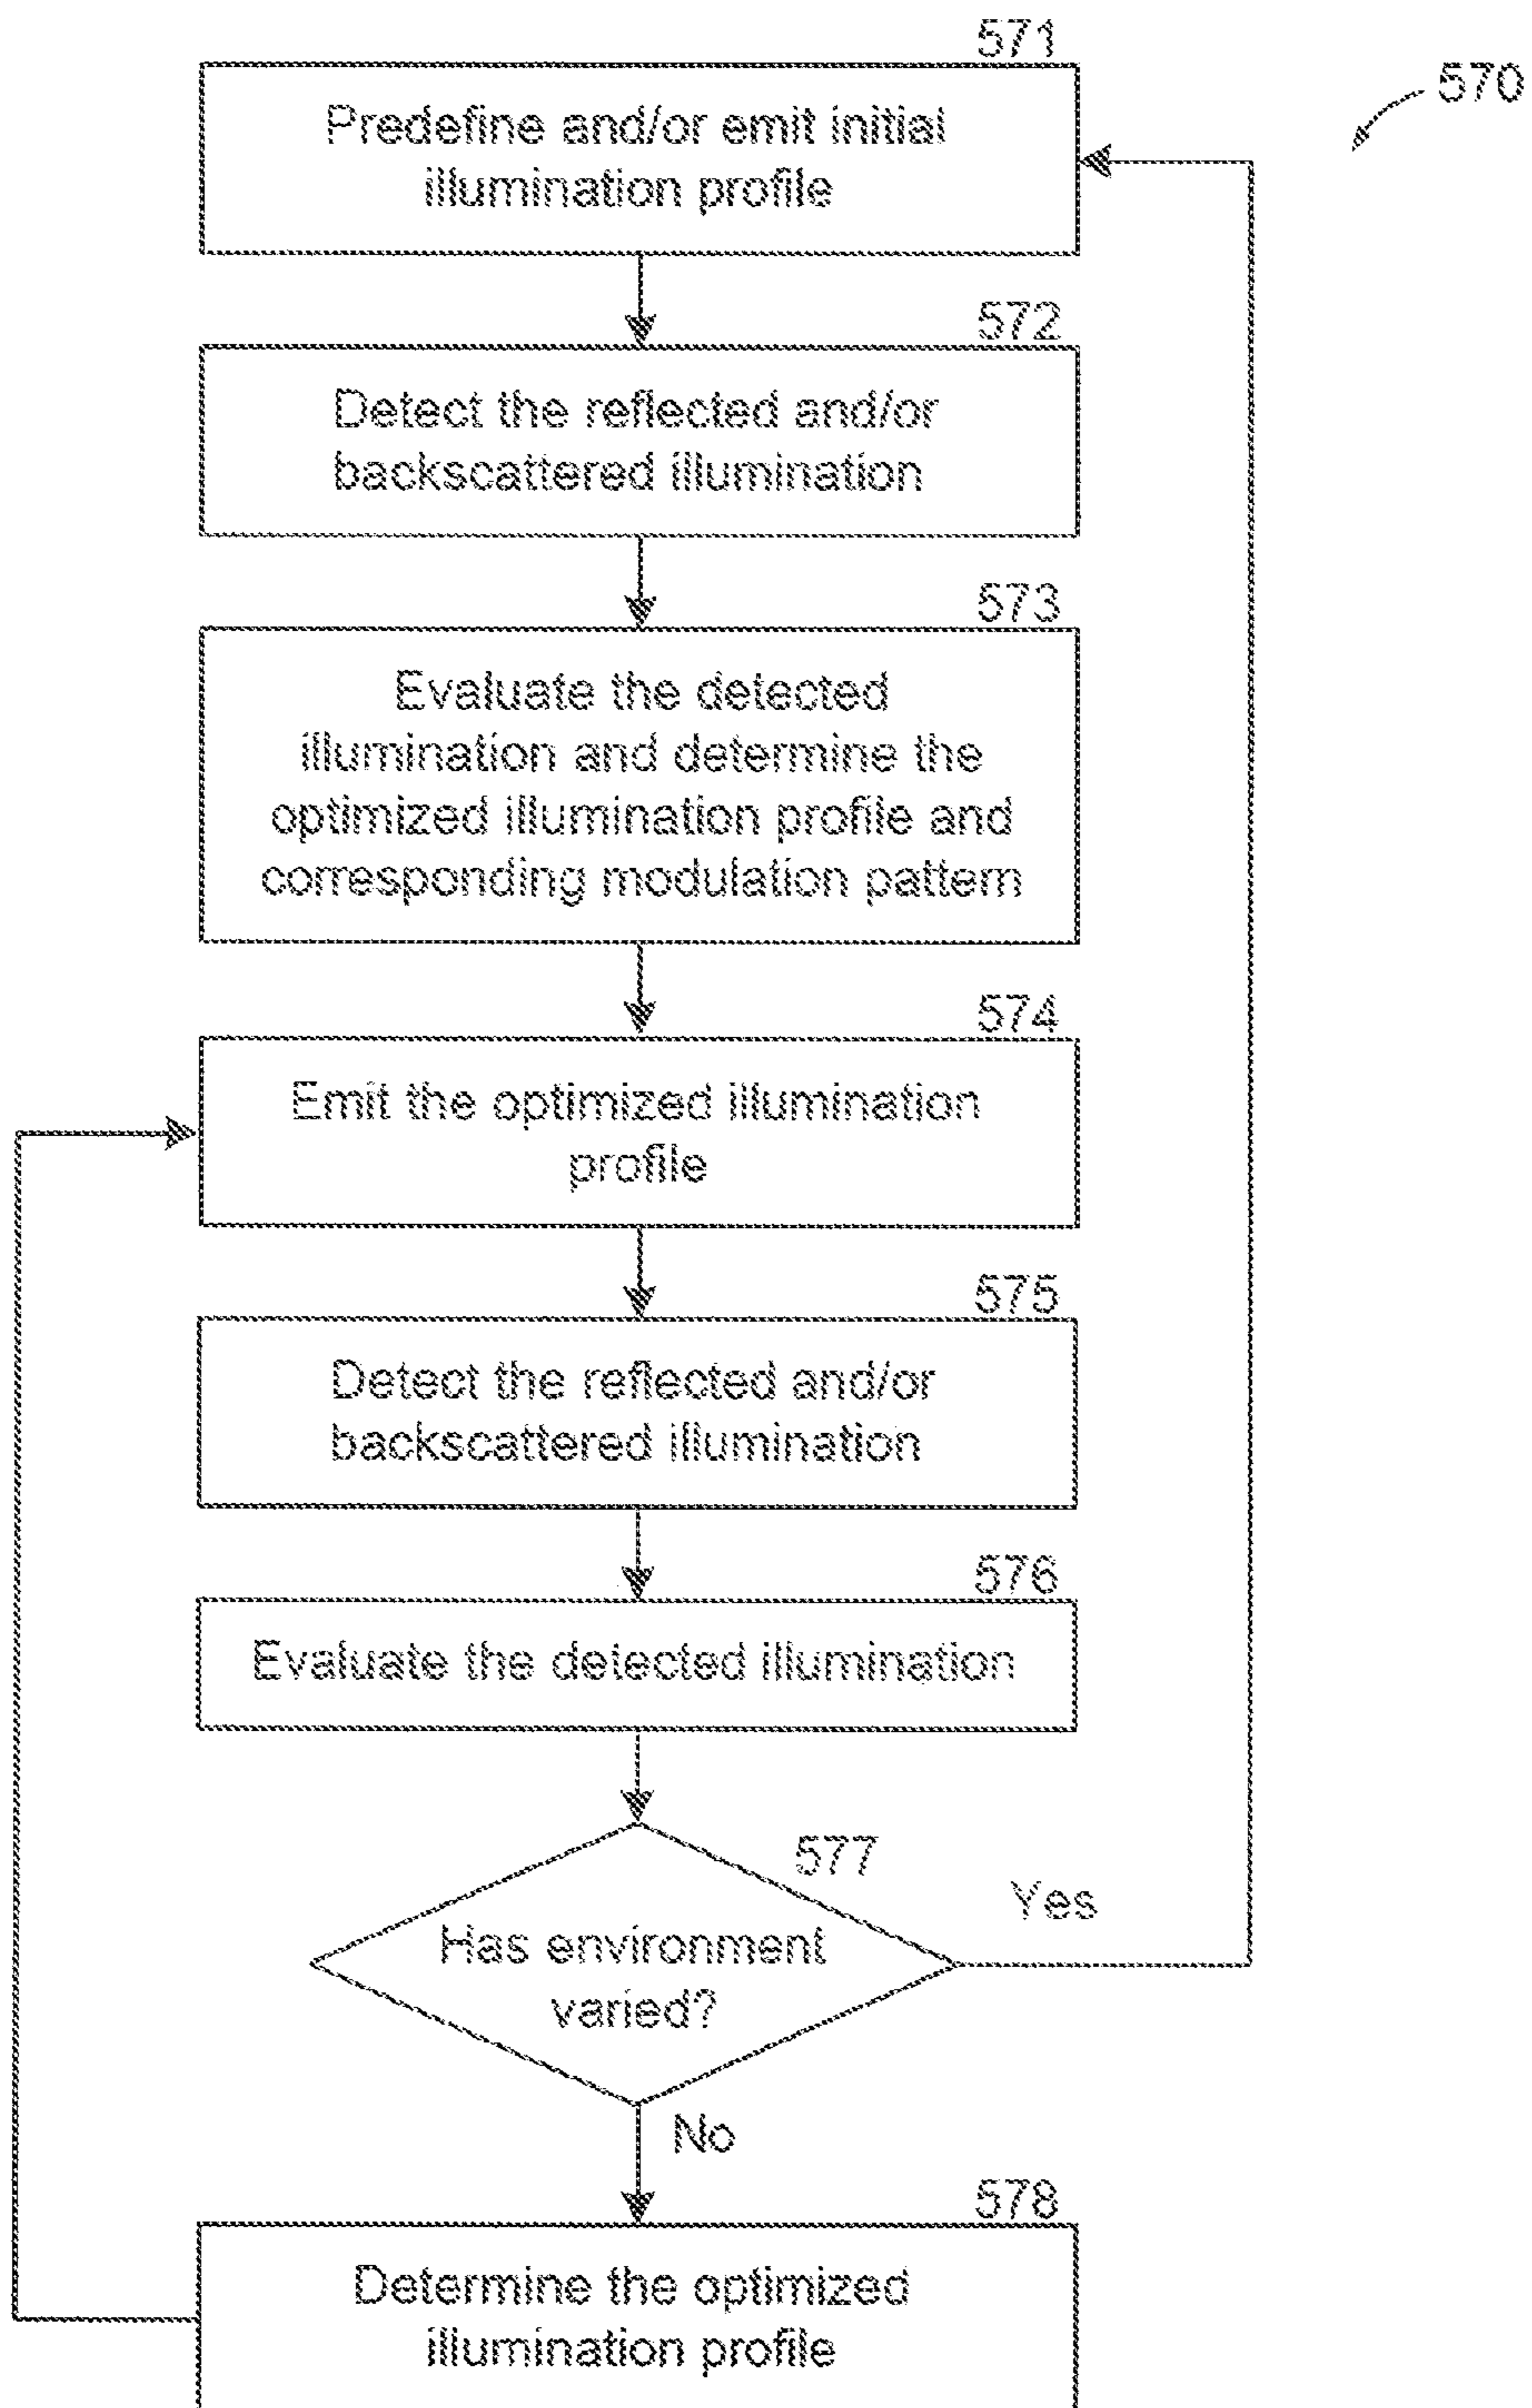 571
570
Predefine and/or emit initial
illumination profile
572
Detect the reflected and/or
backscattered illumination
573
Evaluate the detected
illumination and determine the
optimized illumination profile and
corresponding modulation pattern
574
Emit the optimized illumination
profile
575
Detect the reflected and/or
backscattered illumination
576
Evaluate the detected illumination
577
Yes
Has environment
varied?
No
578
Determine the optimized
illumination profile